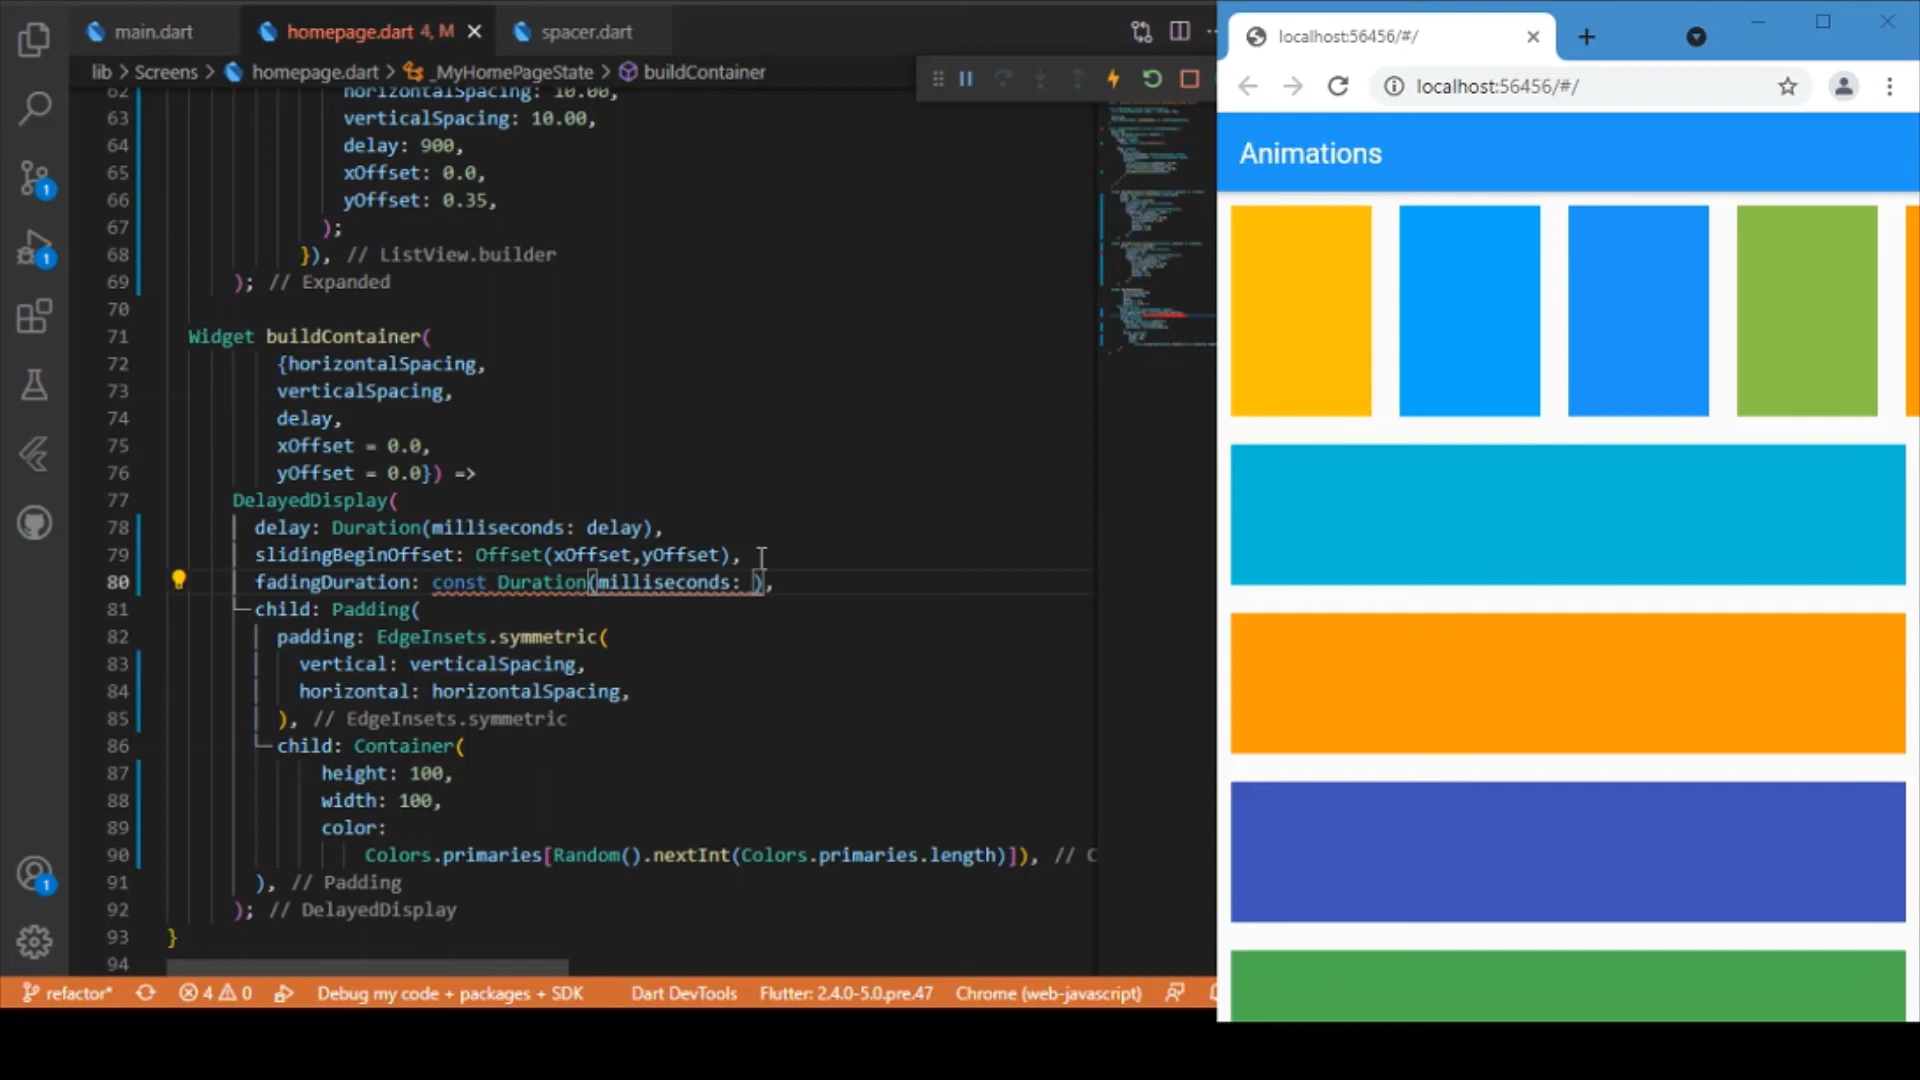 main.dart
homepage.dart 4, M
spacer.dart
lib > Screens > homepage.dart > _MyHomePageState > buildContainer
62 horizontalSpacing: 10.00,
63 verticalSpacing: 10.00,
64 delay: 900,
65 xOffset: 0.0,
66 yOffset: 0.35,
67 );
68 }), // ListView.builder
69 ); // Expanded
70
71 Widget buildContainer(
72 {horizontalSpacing,
73 verticalSpacing,
74 delay,
75 xOffset = 0.0,
76 yOffset = 0.0}) =>
77 DelayedDisplay(
78 delay: Duration(milliseconds: delay),
79 slidingBeginOffset: Offset(xOffset,yOffset),
80 fadingDuration: const Duration(milliseconds: ),
81 child: Padding(
82 padding: EdgeInsets.symmetric(
83 vertical: verticalSpacing,
84 horizontal: horizontalSpacing,
85 ), // EdgeInsets.symmetric
86 child: Container(
87 height: 100,
88 width: 100,
89 color:
90 Colors.primaries[Random().nextInt(Colors.primaries.length)]), // C
91 ), // Padding
92 ); // DelayedDisplay
93 }
94
1
1
1
refactor* 4 0 Debug my code + packages + SDK Dart DevTools Flutter: 2.4.0-5.0.pre.47 Chrome (web-javascript)
localhost:56456/#/
localhost:56456/#/
Animations